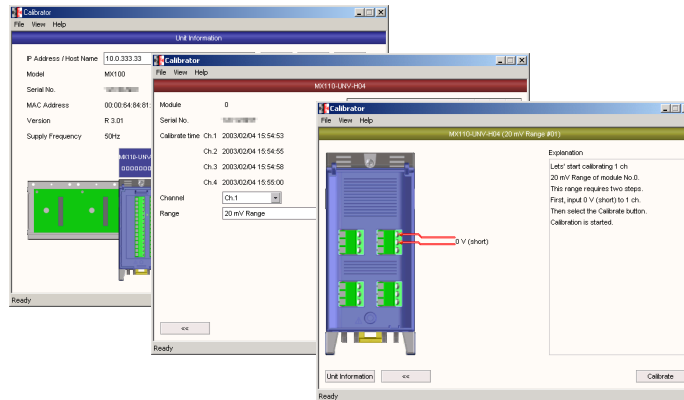 Calibrator
File View Help
Unit Information
IP Address / Host Name 10.0.333.33
Model MX100
Serial No.
MAC Address 00:00:64:84:81:
Version R 3.01
Supply Frequency 50Hz
MX110-UNV
Ready
Calibrator
File View Help
MX110-UNV-H04
Module 0
Serial No.
Calibrate time Ch.1 2003/02/04 15:54:53
Ch.2 2003/02/04 15:54:55
Ch.3 2003/02/04 15:54:58
Ch.4 2003/02/04 15:55:00
Channel Ch.1
Range 20 mV Range
<<
Ready
Calibrator
File View Help
MX110-UNV-H04 (20 mV Range #01)
Explanation
Lets' start calibrating 1 ch
20 mV Range of module No.0.
This range requires two steps.
First, input 0 V (short) to 1 ch.
Then select the Calibrate button.
Calibration is started.
0 V (short)
Unit Information << Calibrate
Ready